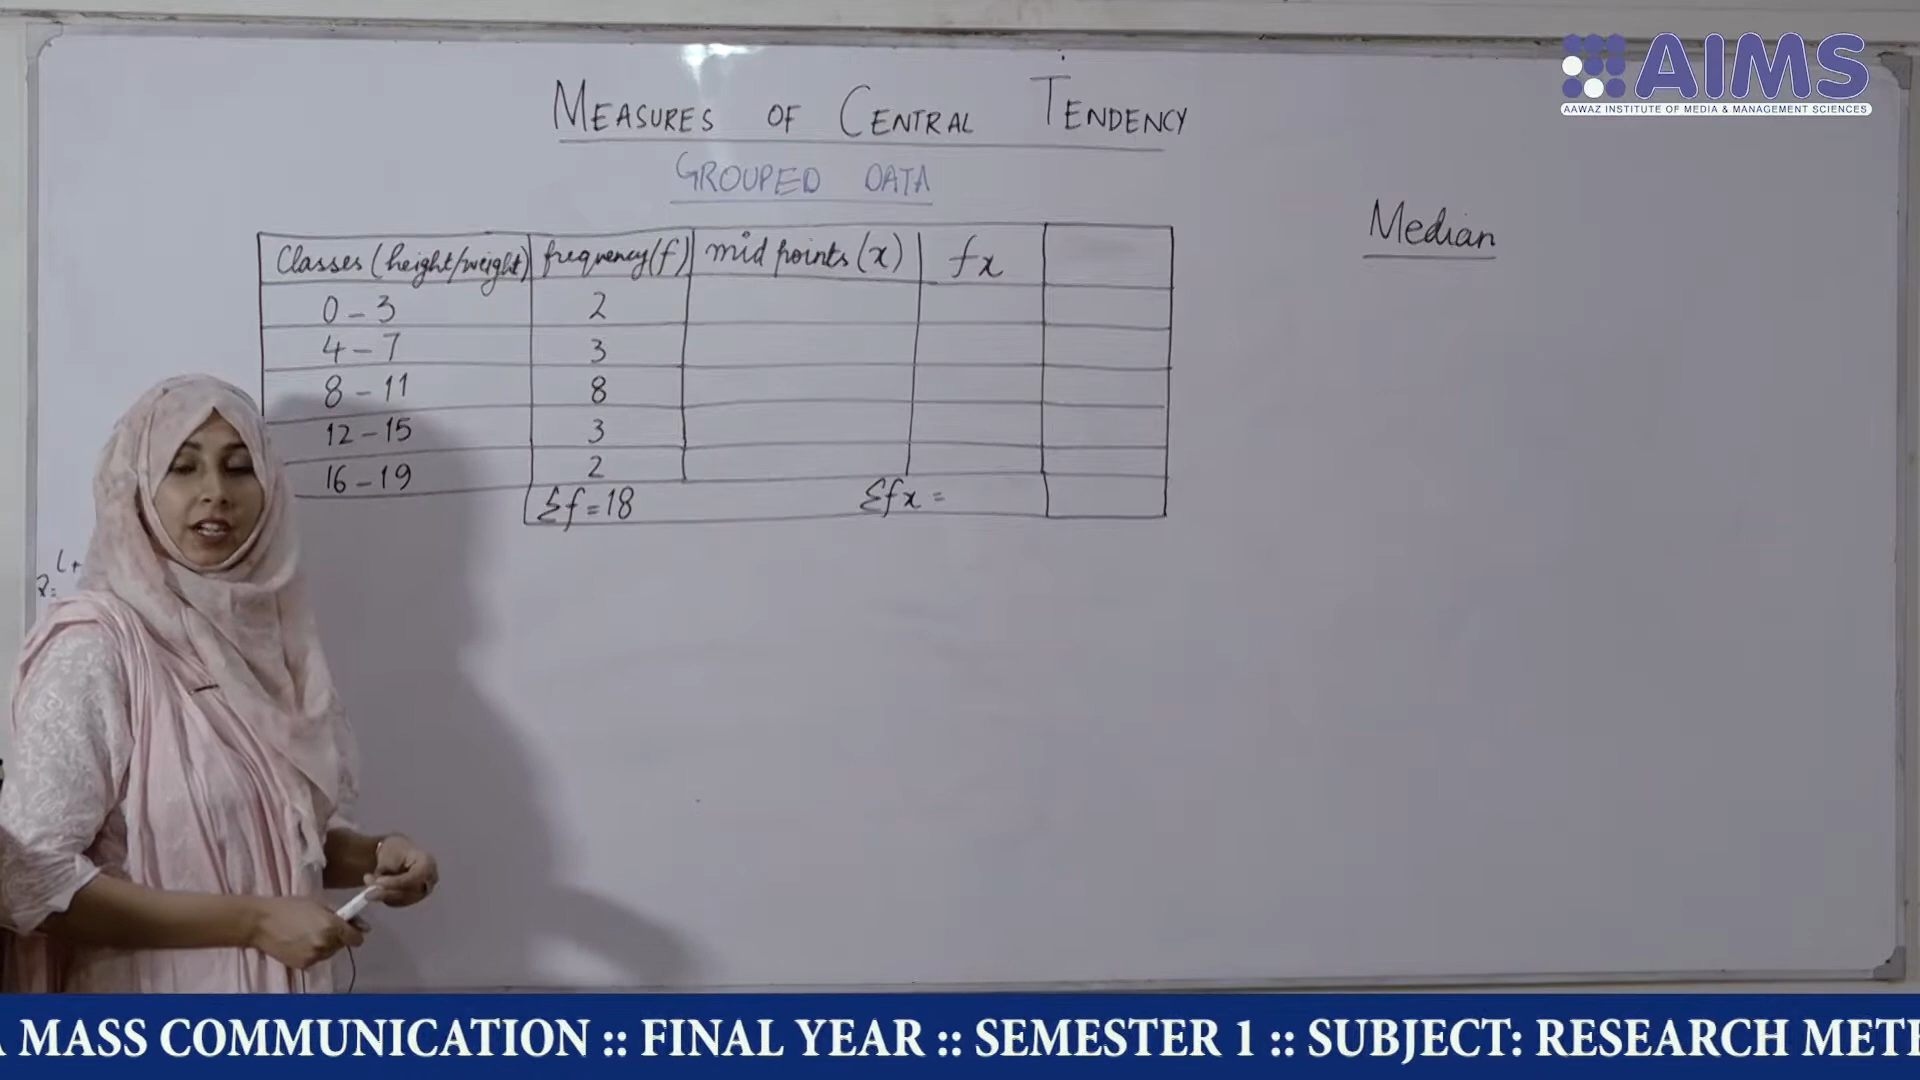 AIMS
AAWAZ INSTITUTE OF MEDIA & MANAGEMENT SCIENCES
MEASURES OF CENTRAL TENDENCY
GROUPED DATA
Median
Classes (height/weight) frequency (f) mid points (x) fx
0 - 3 2
4 - 7 3
8 - 11 8
12 - 15 3
16 - 19 2
Σf = 18 Σfx =
MASS COMMUNICATION :: FINAL YEAR :: SEMESTER 1 :: SUBJECT: RESEARCH